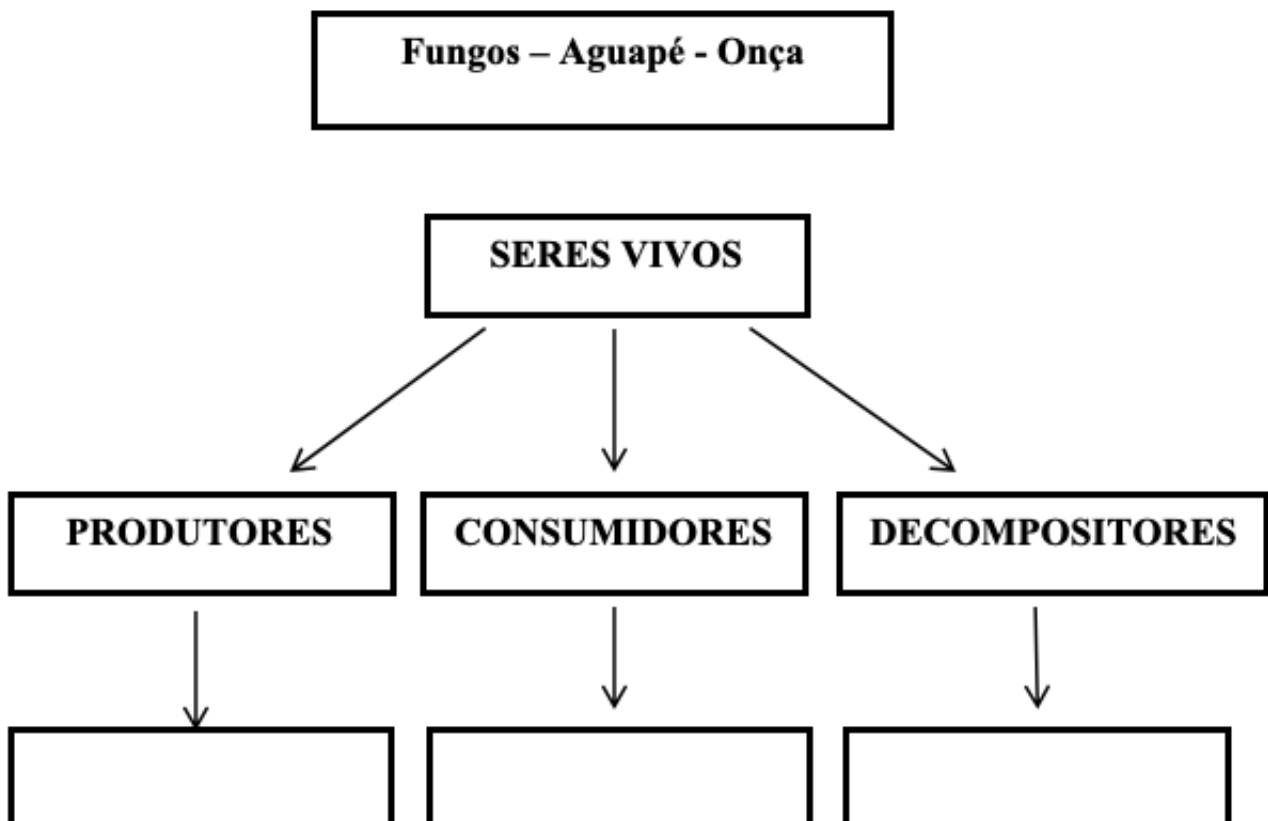 Fungos – Aguapé - Onça
SERES VIVOS
PRODUTORES
CONSUMIDORES
DECOMPOSITORES